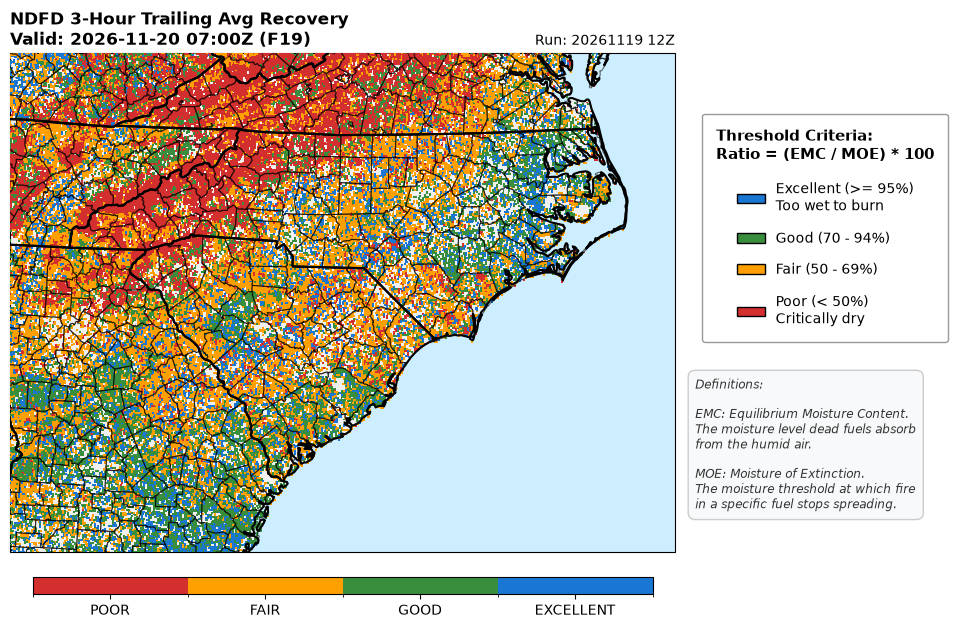 NDFD 3-Hour Trailing Avg Recovery
Valid: 2026-11-20 07:00Z (F19)
Run: 20261119 12Z
Threshold Criteria:
Ratio = (EMC / MOE) * 100
Excellent (>= 95%)
Too wet to burn
Good (70 - 94%)
Fair (50 - 69%)
Poor (< 50%)
Critically dry
Definitions:
EMC: Equilibrium Moisture Content.
The moisture level dead fuels absorb
from the humid air.
MOE: Moisture of Extinction.
The moisture threshold at which fire
in a specific fuel stops spreading.
POOR FAIR GOOD EXCELLENT